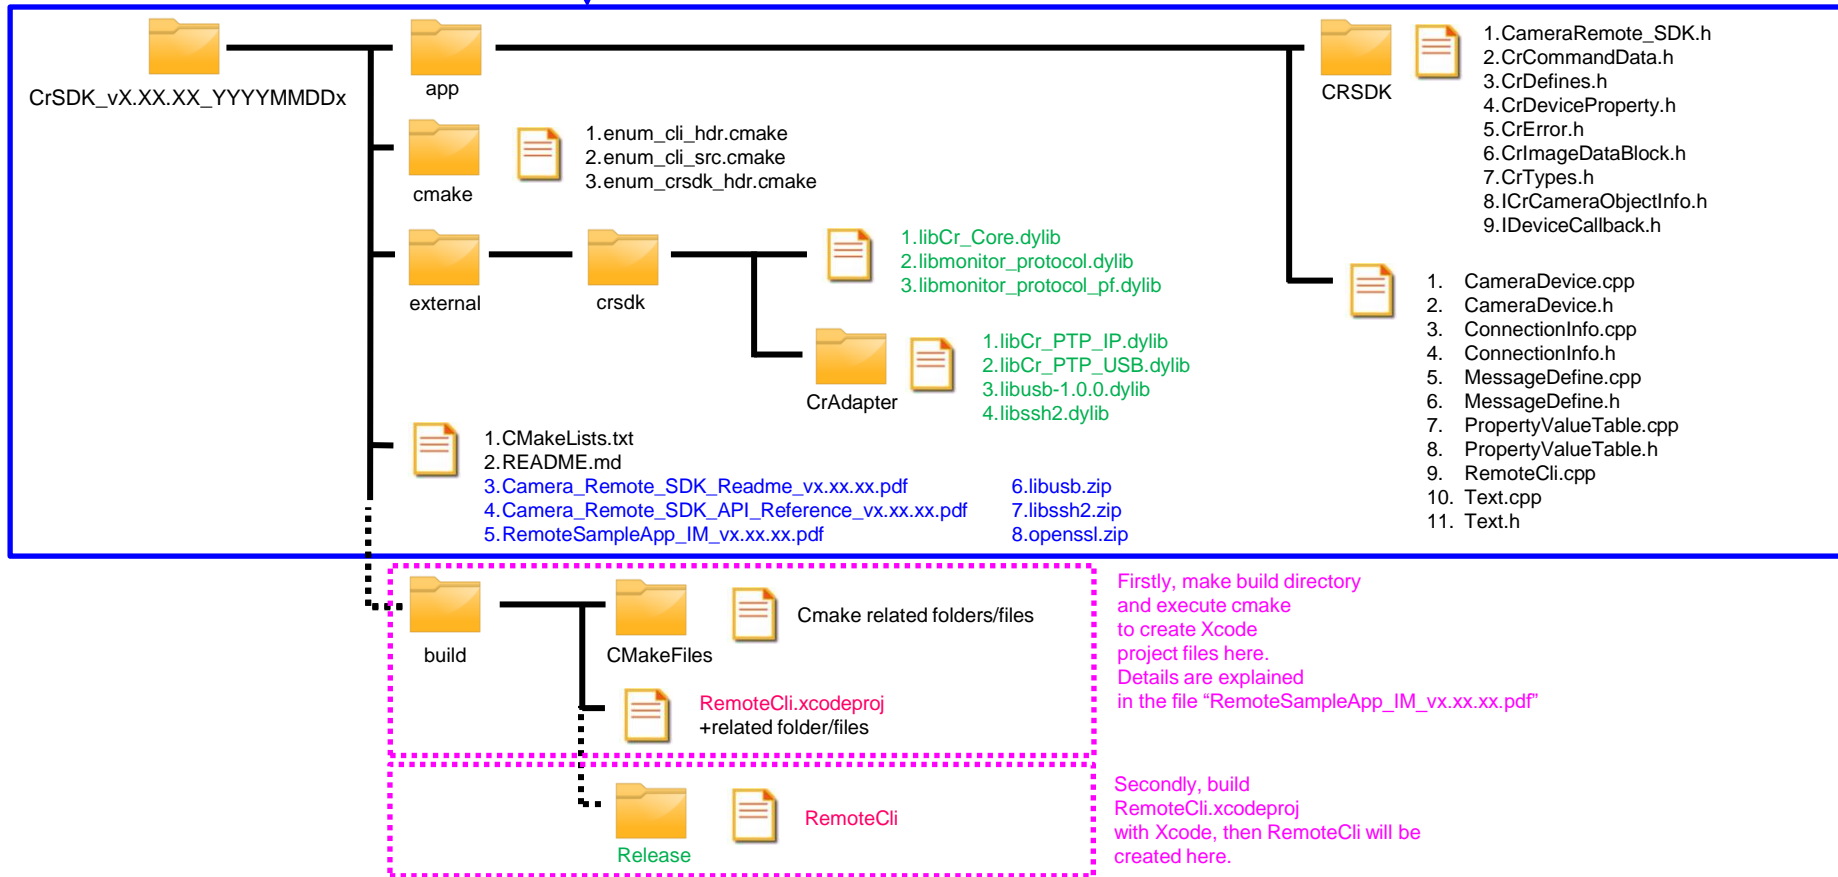 CrSDK_vX.XX.XX_YYYYMMDDx
app
CRSDK
1.CameraRemote_SDK.h
2.CrCommandData.h
3.CrDefines.h
4.CrDeviceProperty.h
5.CrError.h
6.CrImageDataBlock.h
7.CrTypes.h
8.ICrCameraObjectInfo.h
9.IDeviceCallback.h
cmake
1.enum_cli_hdr.cmake
2.enum_cli_src.cmake
3.enum_crsdk_hdr.cmake
external
crsdk
1.libCr_Core.dylib
2.libmonitor_protocol.dylib
3.libmonitor_protocol_pf.dylib
CrAdapter
1.libCr_PTP_IP.dylib
2.libCr_PTP_USB.dylib
3.libusb-1.0.0.dylib
4.libssh2.dylib
1. CameraDevice.cpp
2. CameraDevice.h
3. ConnectionInfo.cpp
4. ConnectionInfo.h
5. MessageDefine.cpp
6. MessageDefine.h
7. PropertyValueTable.cpp
8. PropertyValueTable.h
9. RemoteCli.cpp
10. Text.cpp
11. Text.h
1.CMakeLists.txt
2.README.md
3.Camera_Remote_SDK_Readme_vx.xx.xx.pdf
4.Camera_Remote_SDK_API_Reference_vx.xx.xx.pdf
5.RemoteSampleApp_IM_vx.xx.xx.pdf
6.libusb.zip
7.libssh2.zip
8.openssl.zip
build
CMakeFiles
Cmake related folders/files
RemoteCli.xcodeproj
+related folder/files
Firstly, make build directory
and execute cmake
to create Xcode
project files here.
Details are explained
in the file “RemoteSampleApp_IM_vx.xx.xx.pdf”
Release
RemoteCli
Secondly, build
RemoteCli.xcodeproj
with Xcode, then RemoteCli will be
created here.